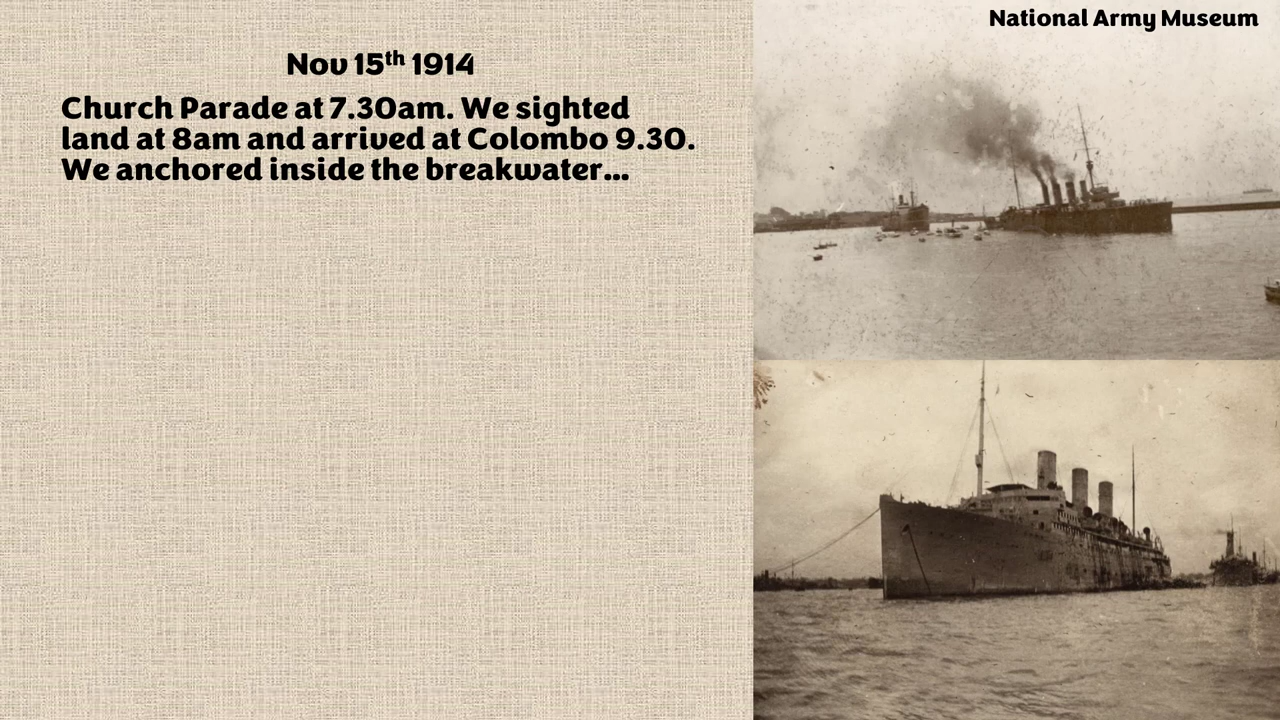 National Army Museum
Nov 15th 1914
Church Parade at 7.30am. We sighted
land at 8am and arrived at Colombo 9.30.
We anchored inside the breakwater...